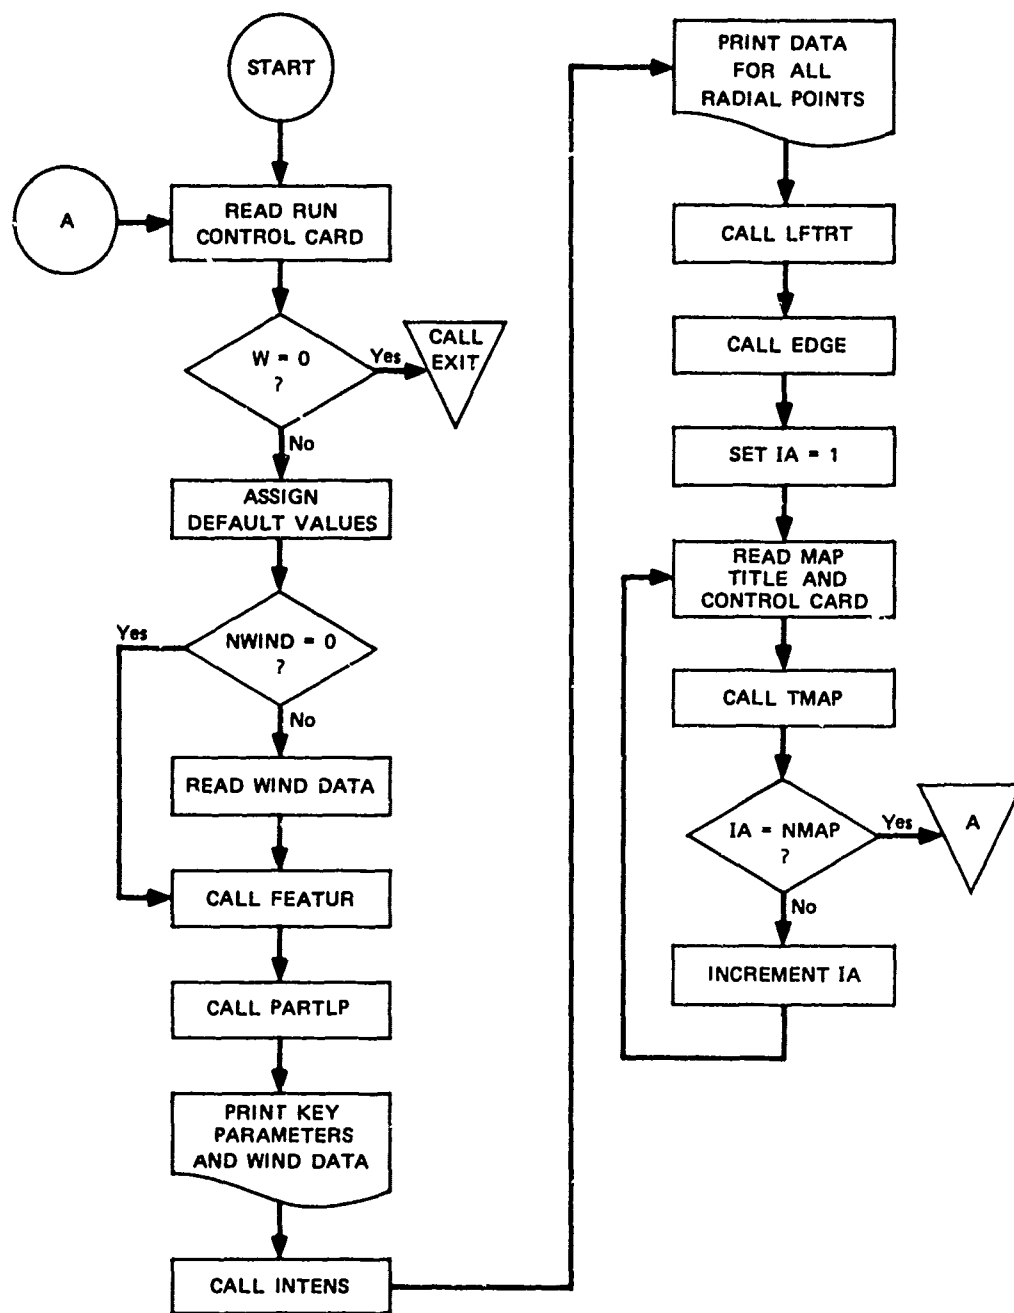 START
A
READ RUN
CONTROL CARD
W = 0
?
Yes
CALL
EXIT
No
ASSIGN
DEFAULT VALUES
Yes
NWIND = 0
?
No
READ WIND DATA
CALL FEATUR
CALL PARTLP
PRINT KEY
PARAMETERS
AND WIND DATA
CALL INTENS
PRINT DATA
FOR ALL
RADIAL POINTS
CALL LFTRT
CALL EDGE
SET IA = 1
READ MAP
TITLE AND
CONTROL CARD
CALL TMAP
IA = NMAP
?
Yes
A
No
INCREMENT IA